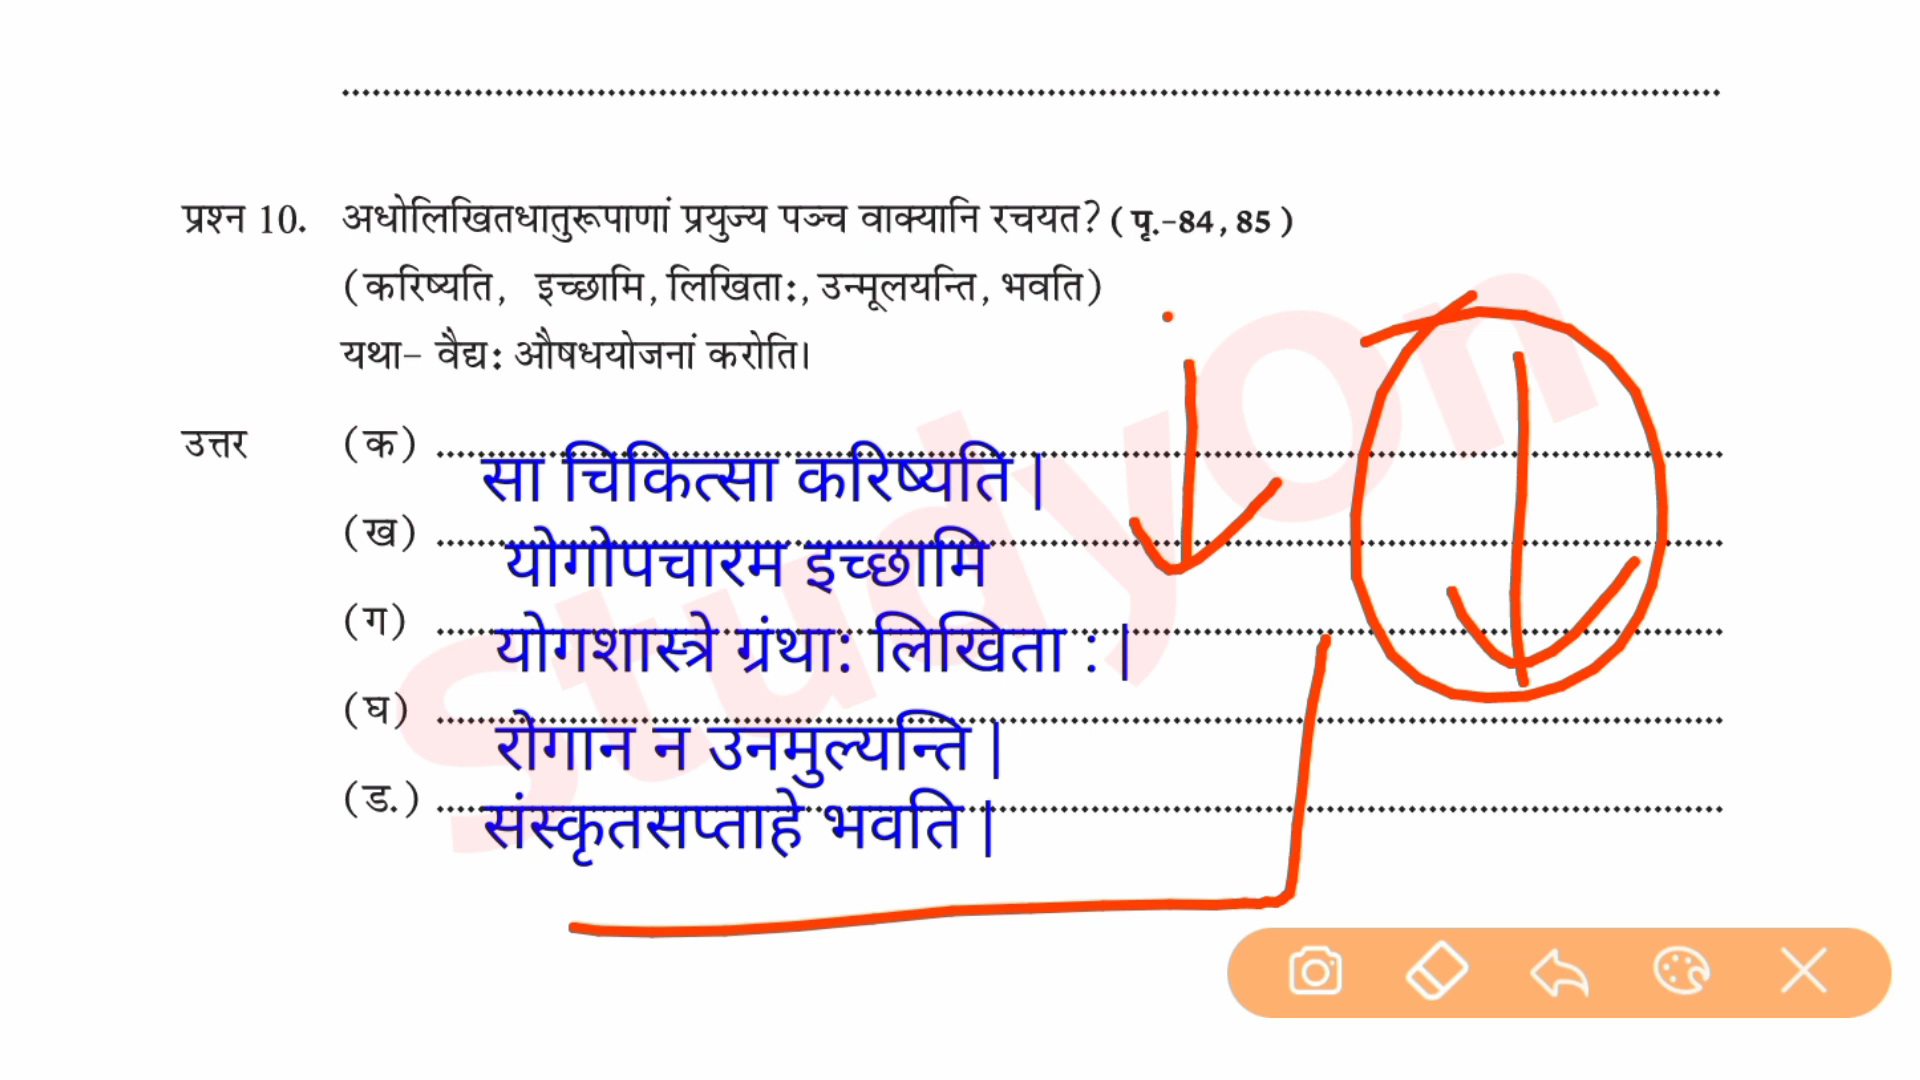 प्रश्न 10. अधोलिखितधातुरूपाणां प्रयुज्य पञ्च वाक्यानि रचयत? (पृ.-84, 85)
(करिष्यति, इच्छामि, लिखिताः, उन्मूलयन्ति, भवति)
यथा- वैद्यः औषधयोजनां करोति।
उत्तर (क) सा चिकित्सा करिष्यति |
(ख) योगोपचारम इच्छामि
(ग) योगशास्त्रे ग्रंथाः लिखिता : |
(घ) रोगान न उनमुल्यन्ति |
(ड.) संस्कृतसप्ताहे भवति |
studyon